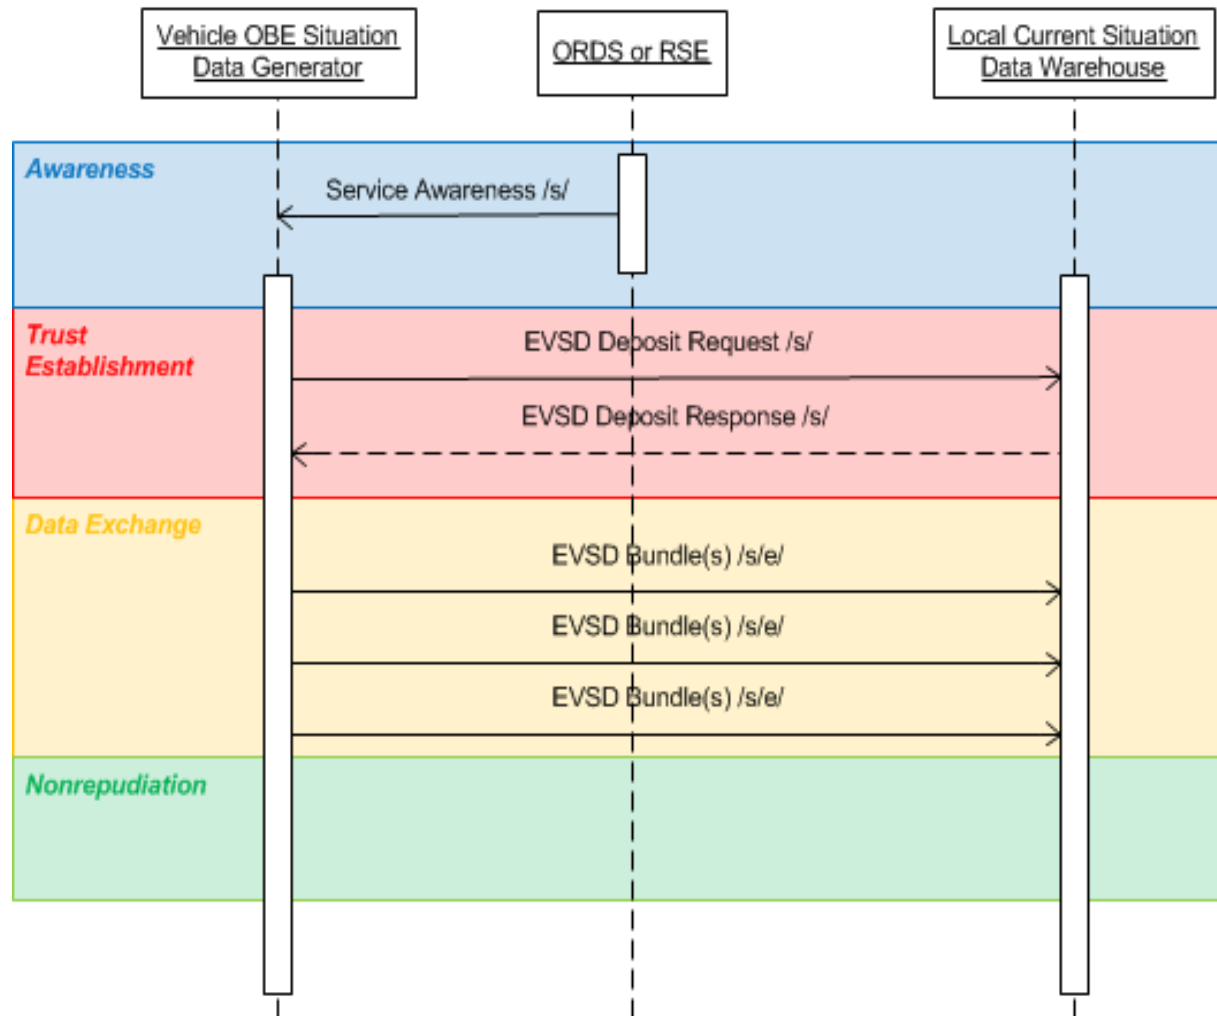 Vehicle OBE Situation
Data Generator
ORDS or RSE
Local Current Situation
Data Warehouse
Awareness
Service Awareness /s/
Trust
Establishment
EVSD Deposit Request /s/
EVSD Deposit Response /s/
Data Exchange
EVSD Bundle(s) /s/e/
EVSD Bundle(s) /s/e/
EVSD Bundle(s) /s/e/
Nonrepudiation